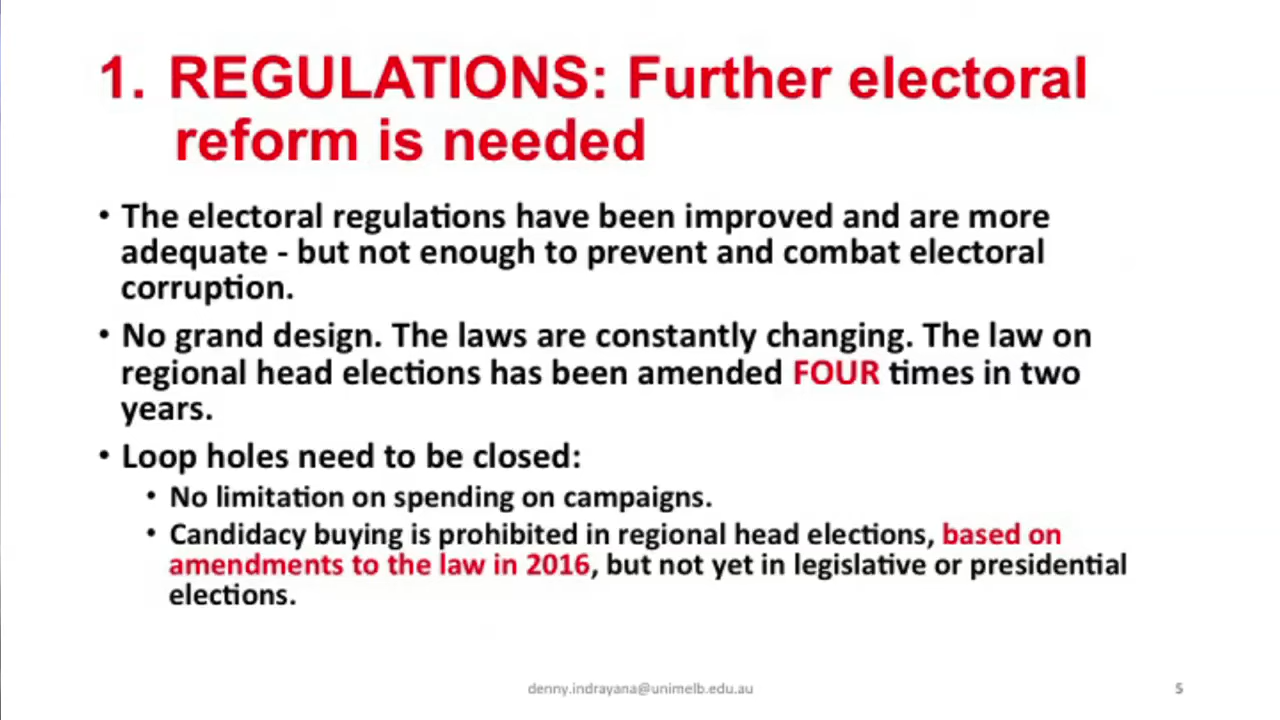 1. REGULATIONS: Further electoral
reform is needed
• The electoral regulations have been improved and are more
adequate - but not enough to prevent and combat electoral
corruption.
• No grand design. The laws are constantly changing. The law on
regional head elections has been amended FOUR times in two
years.
• Loop holes need to be closed:
• No limitation on spending on campaigns.
• Candidacy buying is prohibited in regional head elections, based on
amendments to the law in 2016, but not yet in legislative or presidential
elections.
denny.indrayana@unimelb.edu.au
5